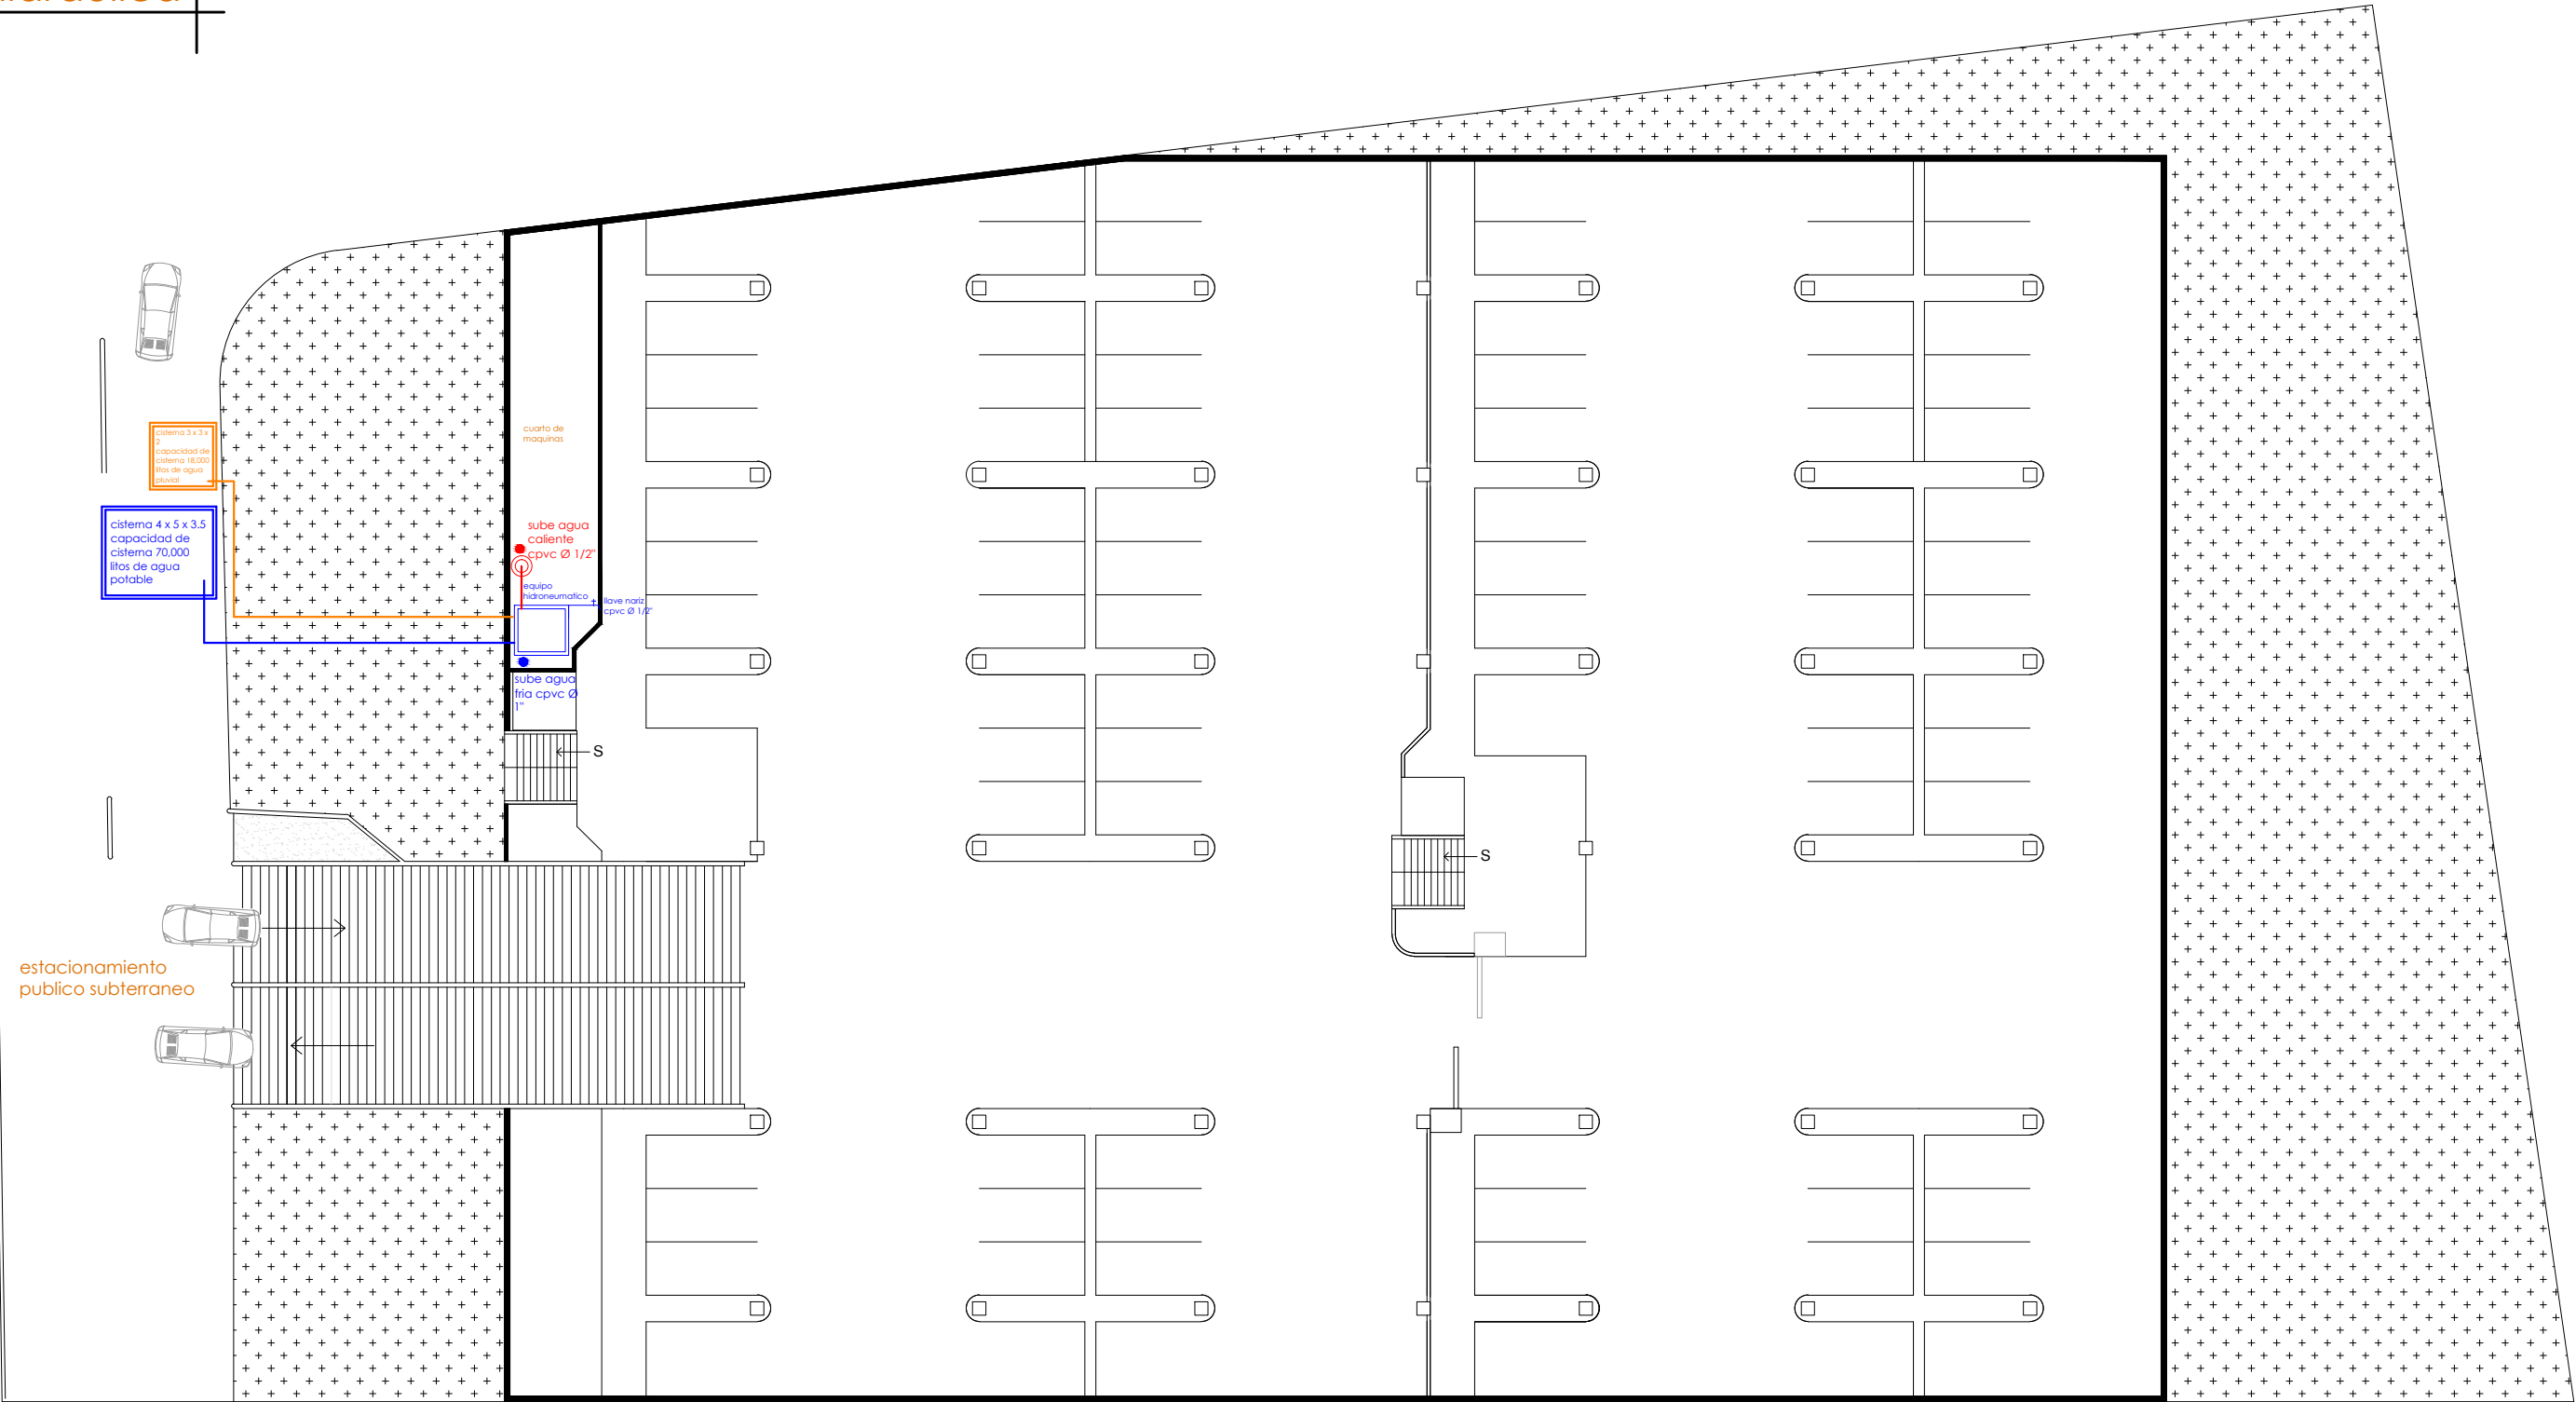 cisterna 3 x 3 x
2
capacidad de
cisterna 18,000
litos de agua
pluvial
cisterna 4 x 5 x 3.5
capacidad de
cisterna 70,000
litos de agua
potable
cuarto de
maquinas
sube agua
caliente
cpvc Ø 1/2"
equipo
hidroneumatico
llave nariz
cpvc Ø 1/2"
sube agua
fria cpvc Ø
1"
S
S
estacionamiento
publico subterraneo